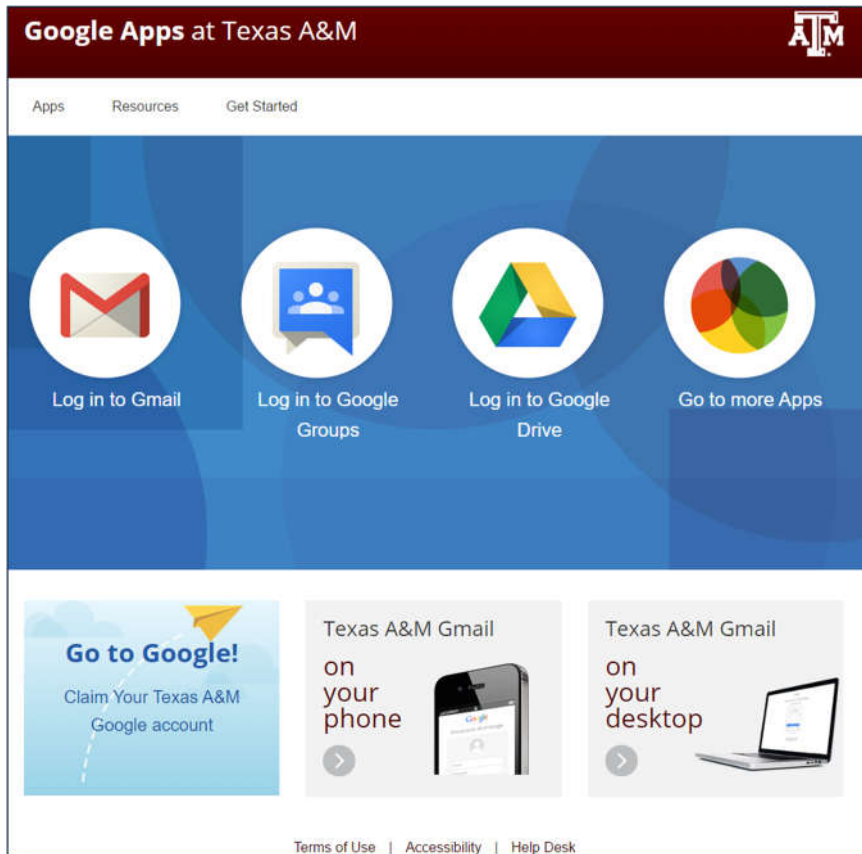 Google Apps at Texas A&M
ATM
Apps Resources Get Started
Log in to Gmail
Log in to Google
Groups
Log in to Google
Drive
Go to more Apps
Go to Google!
Claim Your Texas A&M
Google account
Texas A&M Gmail
on
your
phone
Google
Texas A&M Gmail
on
your
desktop
Terms of Use | Accessibility | Help Desk